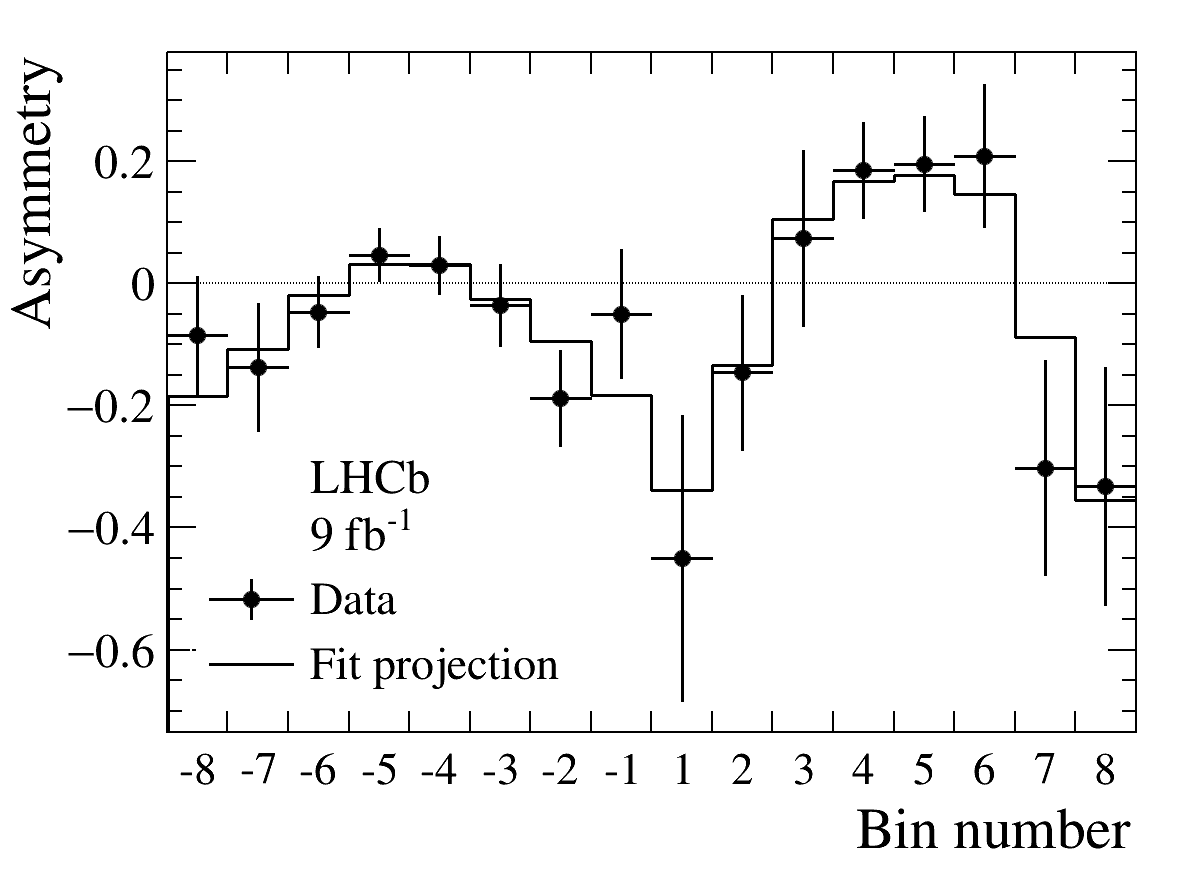 Asymmetry
0.2
0
−0.2
−0.4
−0.6
LHCb
9 fb⁻¹
Data
Fit projection
-8 -7 -6 -5 -4 -3 -2 -1 1 2 3 4 5 6 7 8
Bin number